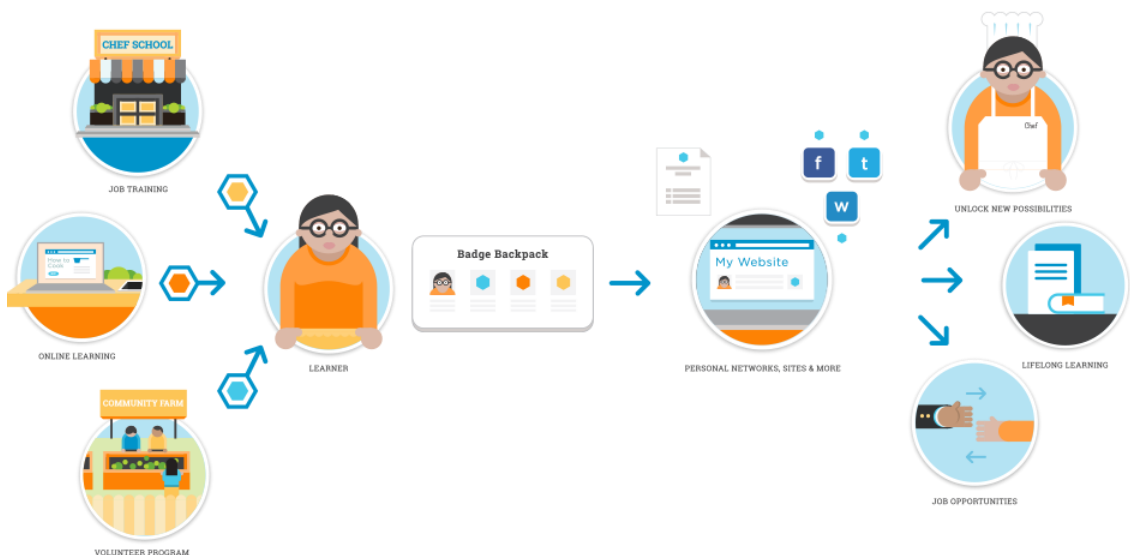 CHEF SCHOOL
JOB TRAINING
How to
Cook
ONLINE LEARNING
COMMUNITY FARM
VOLUNTEER PROGRAM
LEARNER
Badge Backpack
f
t
w
My Website
PERSONAL NETWORKS, SITES & MORE
Chef
UNLOCK NEW POSSIBILITIES
LIFELONG LEARNING
JOB OPPORTUNITIES